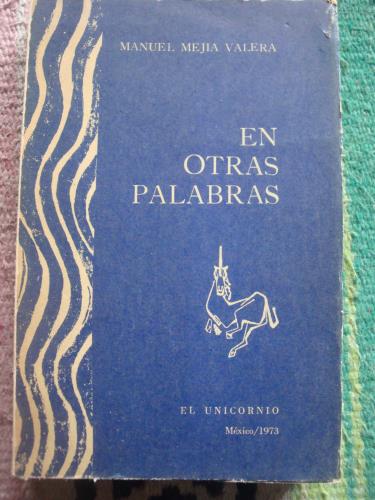 MANUEL MEJIA VALERA
EN
OTRAS
PALABRAS
EL UNICORNIO
México/1973